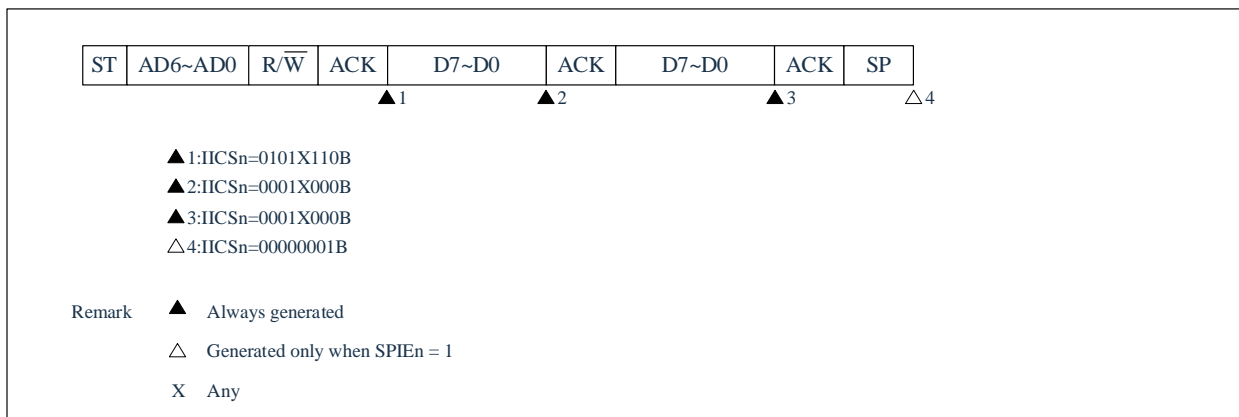 ST AD6~AD0 R/W̅ ACK D7~D0 ACK D7~D0 ACK SP
▲1 ▲2 ▲3 △4
▲1:IICSn=0101X110B
▲2:IICSn=0001X000B
▲3:IICSn=0001X000B
△4:IICSn=00000001B
Remark ▲ Always generated
△ Generated only when SPIEn = 1
X Any